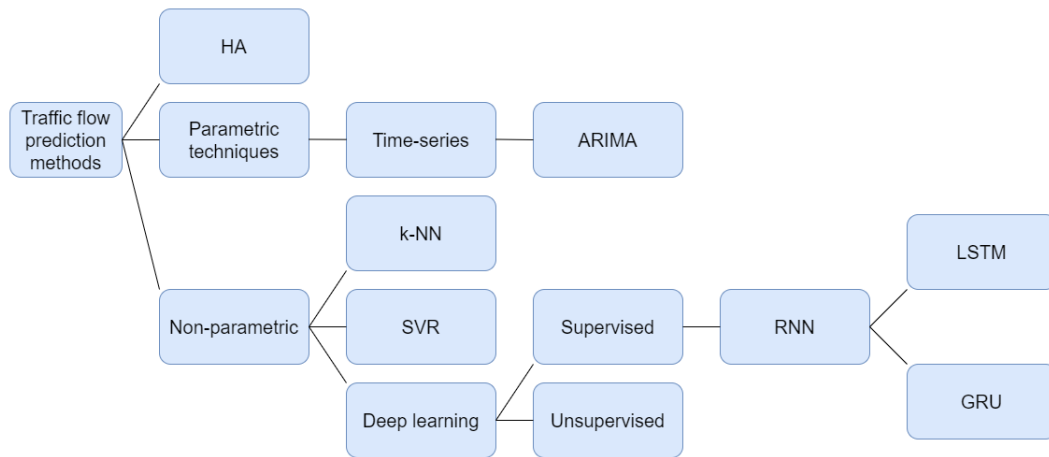 HA
Traffic flow
prediction
methods
Parametric
techniques
Time-series
ARIMA
k-NN
LSTM
Non-parametric
SVR
Supervised
RNN
Deep learning
Unsupervised
GRU